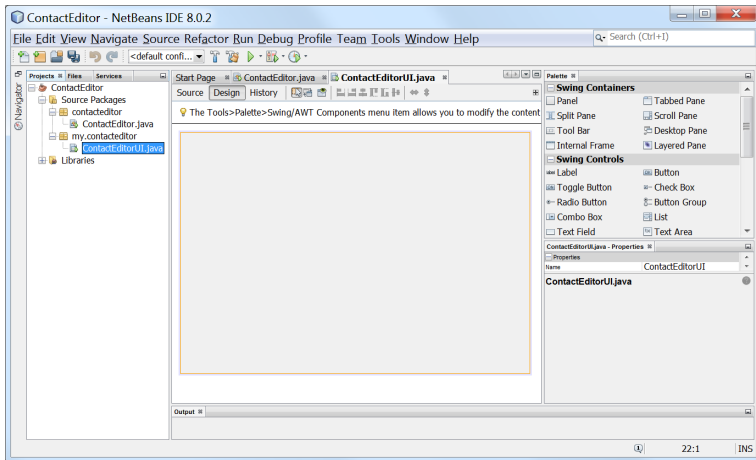 ContactEditor - NetBeans IDE 8.0.2
File Edit View Navigate Source Refactor Run Debug Profile Team Tools Window Help
Search (Ctrl+I)
<default confi...
Navigator
Projects Files Services
ContactEditor
Source Packages
contacteditor
ContactEditor.java
my.contacteditor
ContactEditorUI.java
Libraries
Start Page ContactEditor.java ContactEditorUI.java
Source Design History
The Tools>Palette>Swing/AWT Components menu item allows you to modify the content
Palette
Swing Containers
Panel Tabbed Pane
Split Pane Scroll Pane
Tool Bar Desktop Pane
Internal Frame Layered Pane
Swing Controls
Label Button
Toggle Button Check Box
Radio Button Button Group
Combo Box List
Text Field Text Area
ContactEditorUI.java - Properties
Properties
Name ContactEditorUI
ContactEditorUI.java
Output
22:1 INS